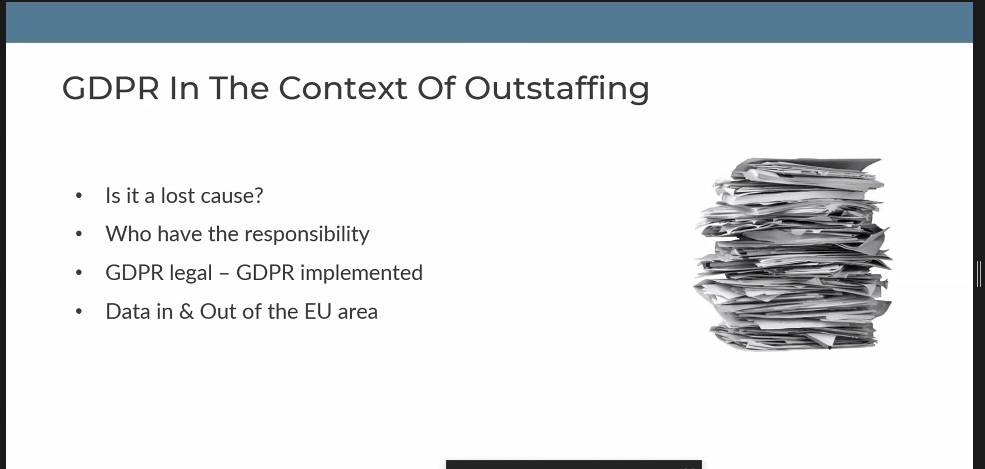 GDPR In The Context Of Outstaffing
• Is it a lost cause?
• Who have the responsibility
• GDPR legal – GDPR implemented
• Data in & Out of the EU area